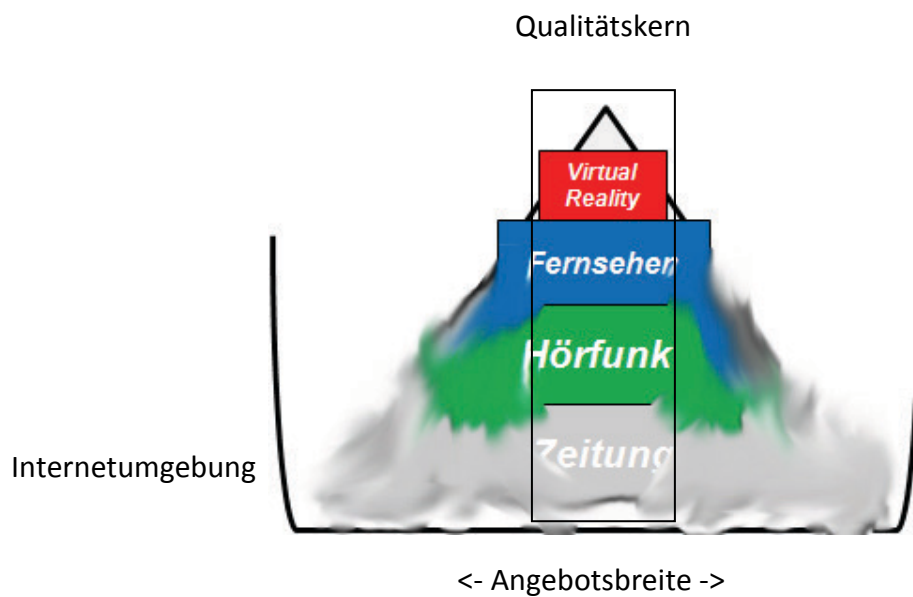 Qualitätskern
Virtual
Reality
Fernsehen
Hörfunk
Zeitung
Internetumgebung
<- Angebotsbreite ->